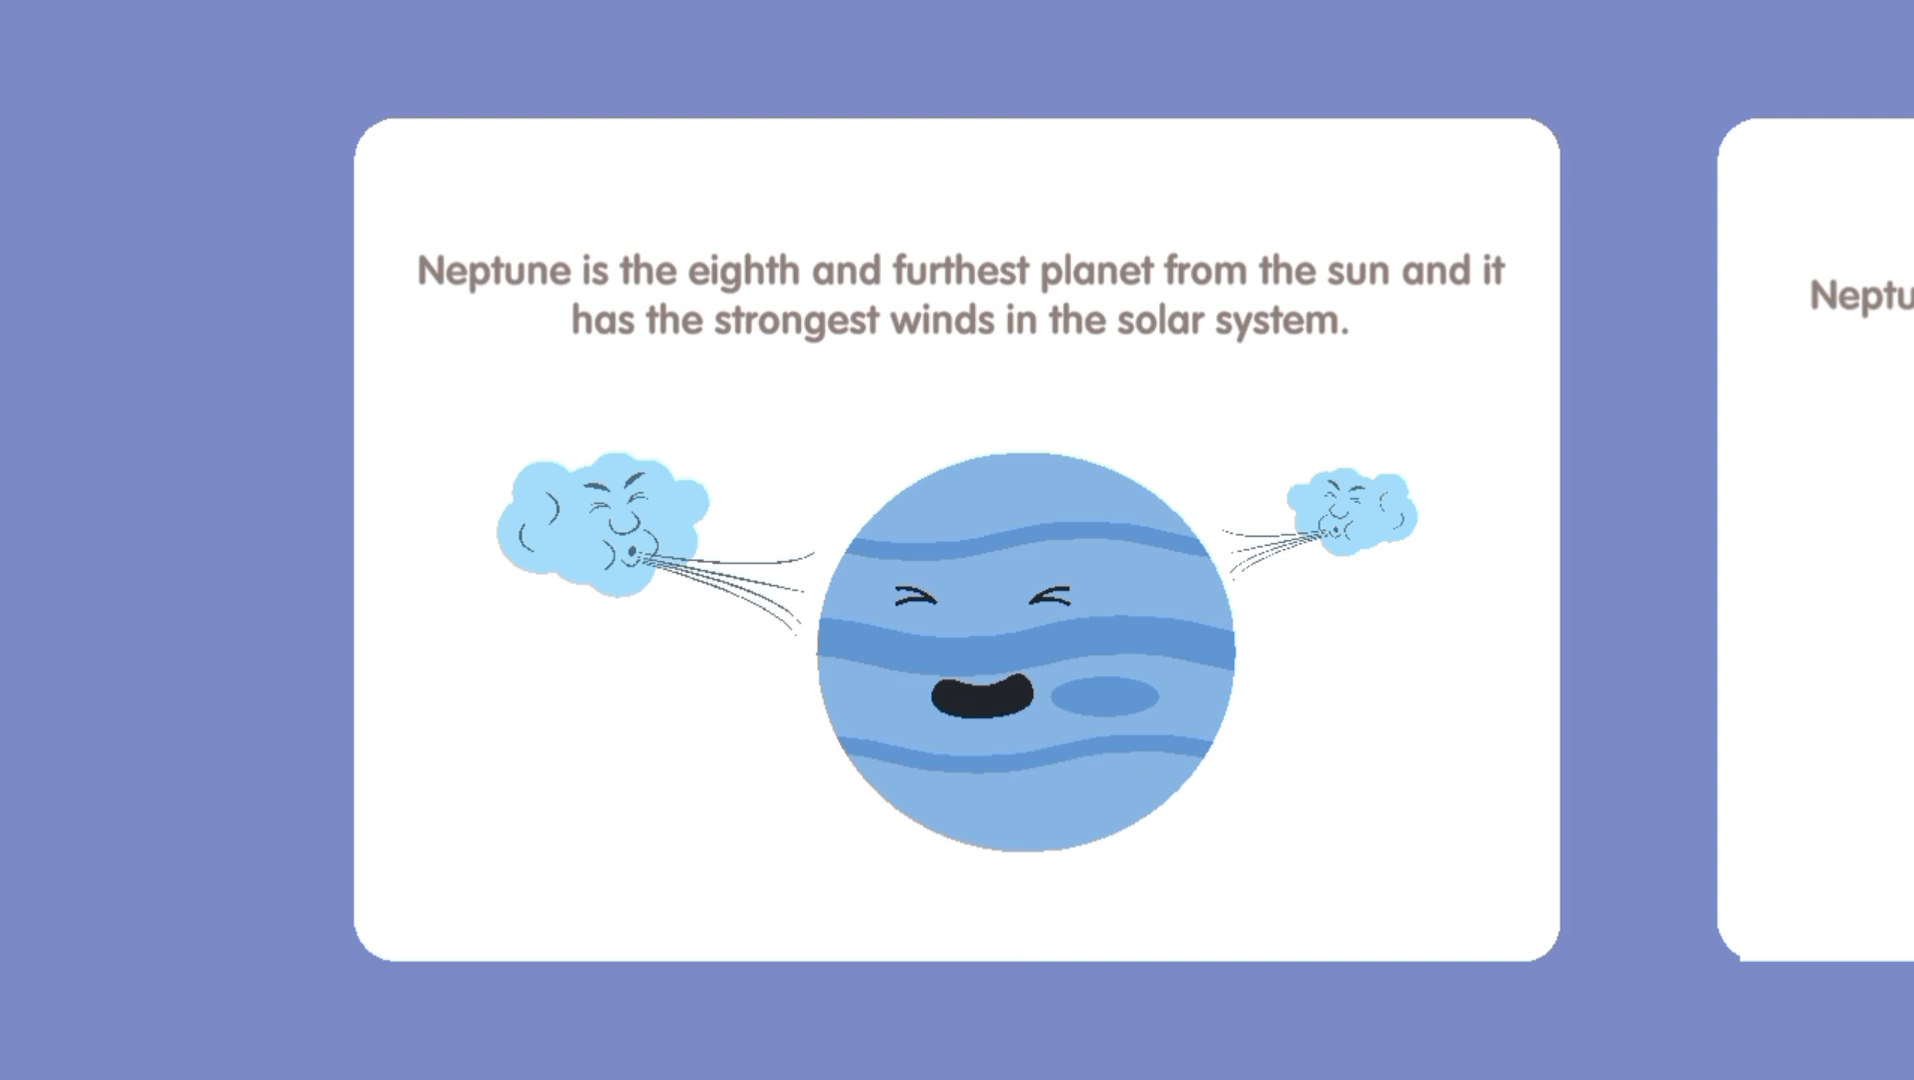 Neptune is the eighth and furthest planet from the sun and it
has the strongest winds in the solar system.